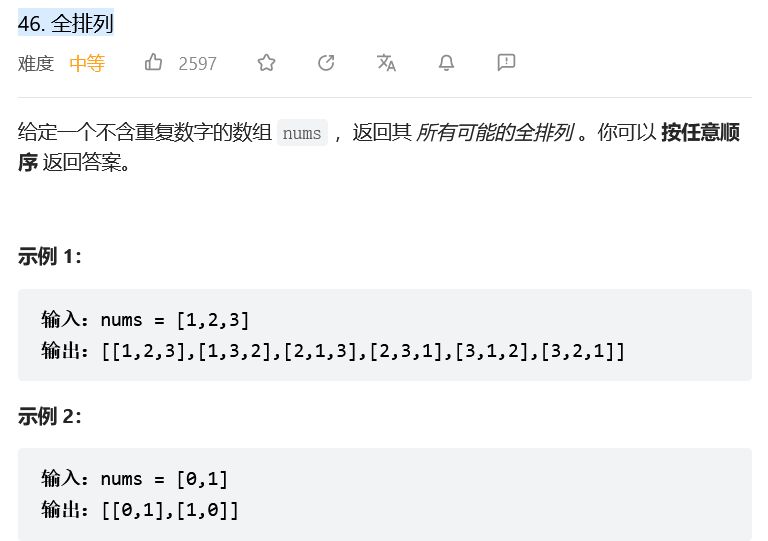 46. 全排列
难度 中等 2597
给定一个不含重复数字的数组 nums ，返回其 所有可能的全排列 。你可以 按任意顺
序 返回答案。
示例 1：
输入：nums = [1,2,3]
输出：[[1,2,3],[1,3,2],[2,1,3],[2,3,1],[3,1,2],[3,2,1]]
示例 2：
输入：nums = [0,1]
输出：[[0,1],[1,0]]